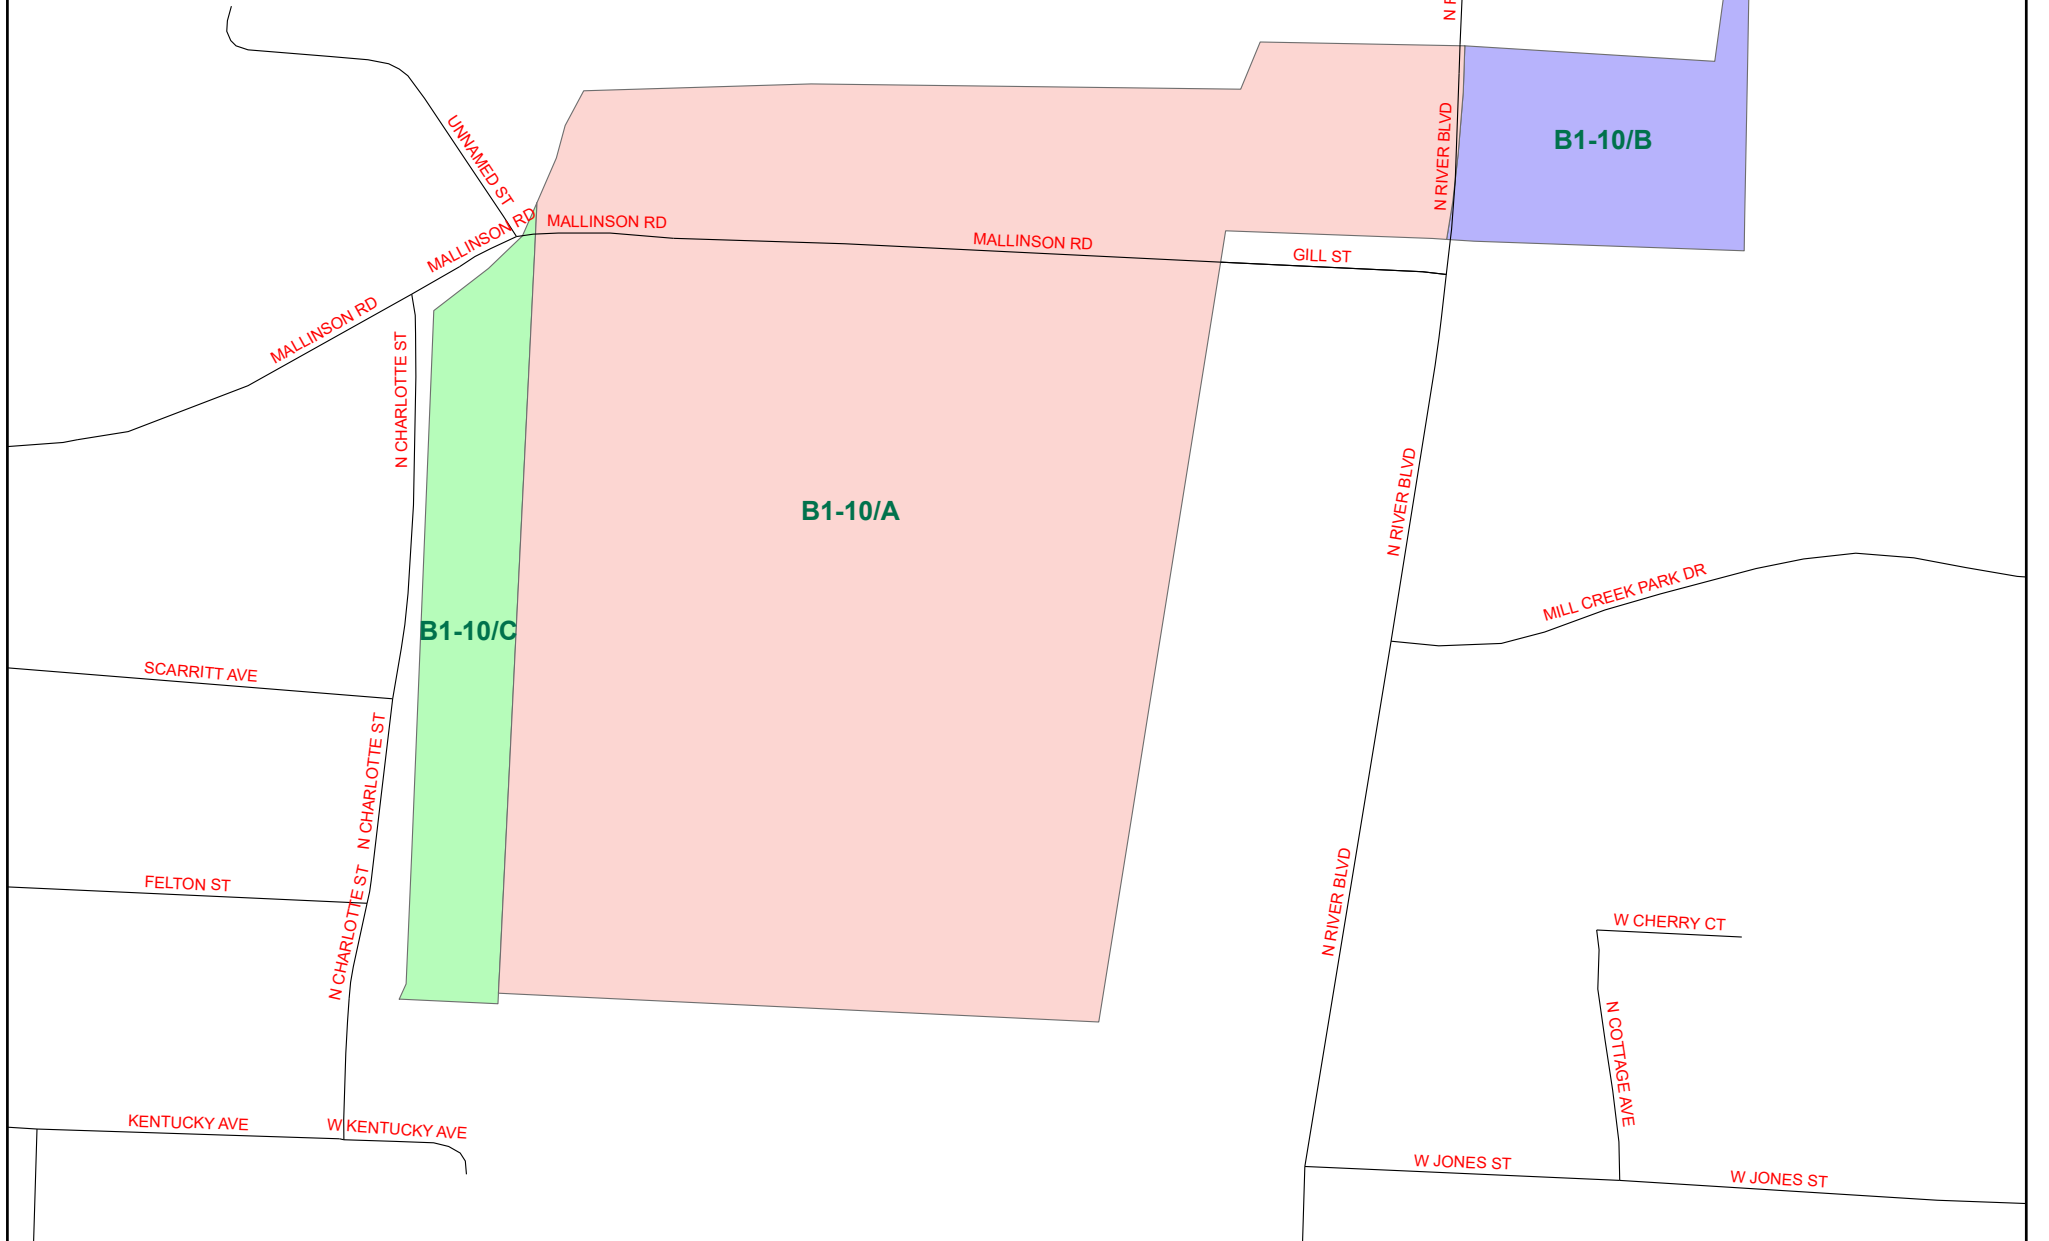 N R
UNNAMED ST
N RIVER BLVD
B1-10/B
MALLINSON RD
MALLINSON RD
MALLINSON RD
GILL ST
MALLINSON RD
N CHARLOTTE ST
B1-10/A
N RIVER BLVD
MILL CREEK PARK DR
B1-10/C
SCARRITT AVE
N CHARLOTTE ST
FELTON ST
N CHARLOTTE ST
N RIVER BLVD
W CHERRY CT
N COTTAGE AVE
KENTUCKY AVE
W KENTUCKY AVE
W JONES ST
W JONES ST